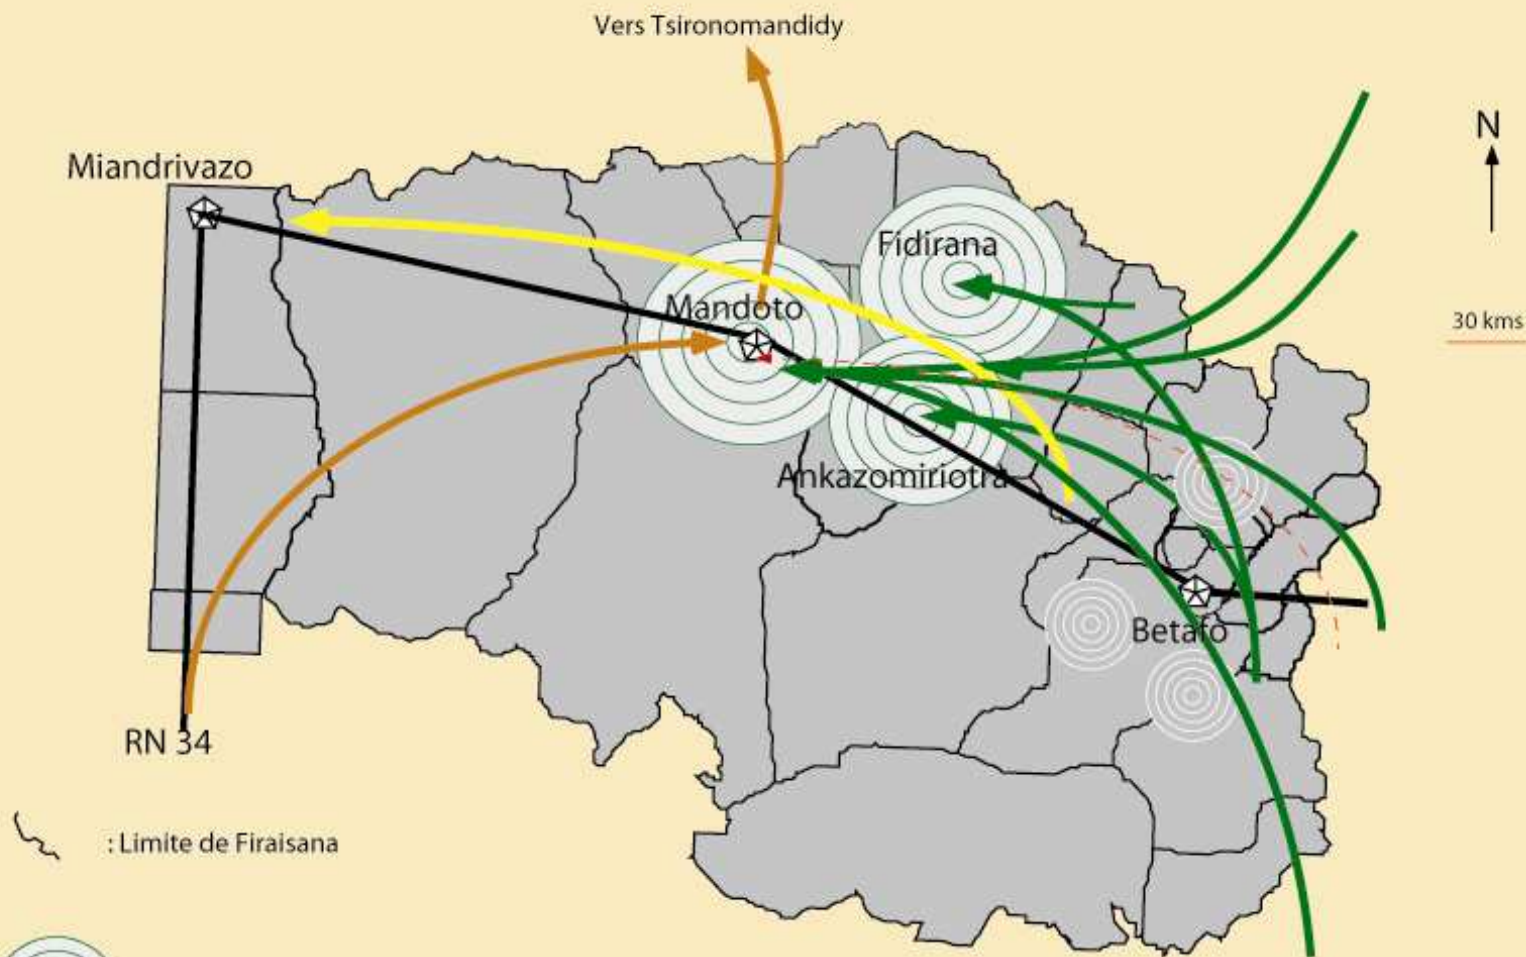 Vers Tsironomandidy
Miandrivazo
N
Fidirana
Mandoto
30 kms
Ankazomiriotra
Betafo
RN 34
: Limite de Firaisana